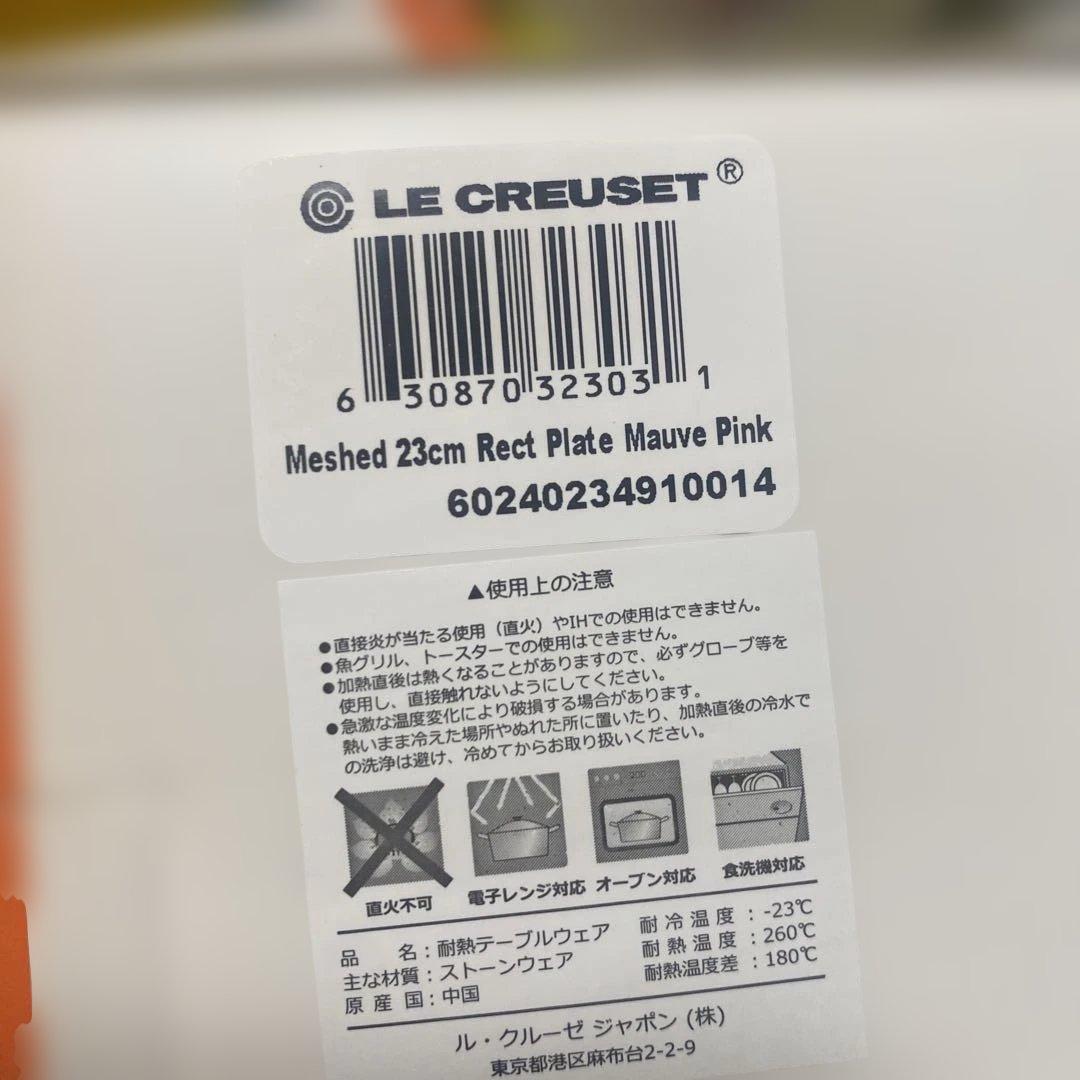 LE CREUSET®
6 30870 32303 1
Meshed 23cm Rect Plate Mauve Pink
60240234910014
▲使用上の注意
●直接炎が当たる使用（直火）やIHでの使用はできません。
●魚グリル、トースターでの使用はできません。
●加熱直後は熱くなることがありますので、必ずグローブ等を
使用し、直接触れないようにしてください。
●急激な温度変化により破損する場合があります。
熱いまま冷えた場所やぬれた所に置いたり、加熱直後の冷水で
の洗浄は避け、冷めてからお取り扱いください。
200
直火不可 電子レンジ対応 オーブン対応 食洗機対応
品 名：耐熱テーブルウェア 耐冷温度：-23℃
主な材質：ストーンウェア 耐熱温度：260℃
原産国：中国 耐熱温度差：180℃
ル・クルーゼ ジャポン (株)
東京都港区麻布台2-2-9